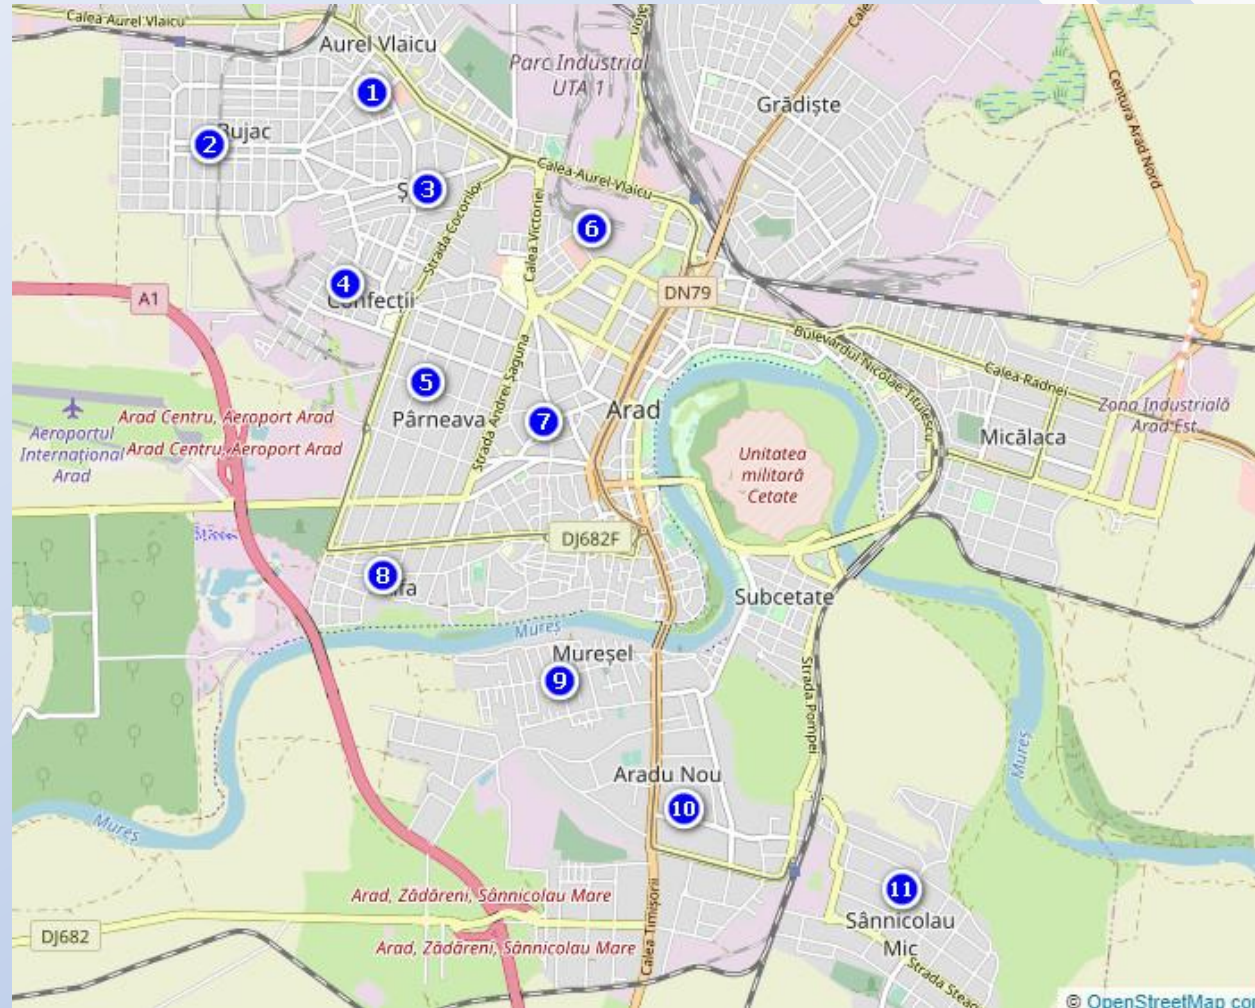 Calea Aurel Vlaicu
Aurel Vlaicu
Parc Industrial
UTA 1
Grădiște
Centura Arad Nord
1
Bujac
2
Calea Aurel Vlaicu
3
Strada Cocorilor
Calea Victoriei
6
4
Confecții
A1
DN79
Bulevardul Nicolae Titulescu
Calea Radnei
Strada Andrei Saguna
5
Pârneava
7
Arad
Arad Centru, Aeroport Arad
Arad Centru, Aeroport Arad
Aeroportul
Internațional
Arad
Unitatea
militară
Cetate
Micălaca
Zona Industrială
Arad Est
DJ682F
8
Subcetate
Mureș
Mureșel
9
Strada Pompei
Mureș
Aradu Nou
10
Mureș
Arad, Zădăreni, Sânnicolau Mare
11
Sânnicolau
Mic
DJ682
Arad, Zădăreni, Sânnicolau Mare
Calea Timișorii
Strada
© OpenStreetMap